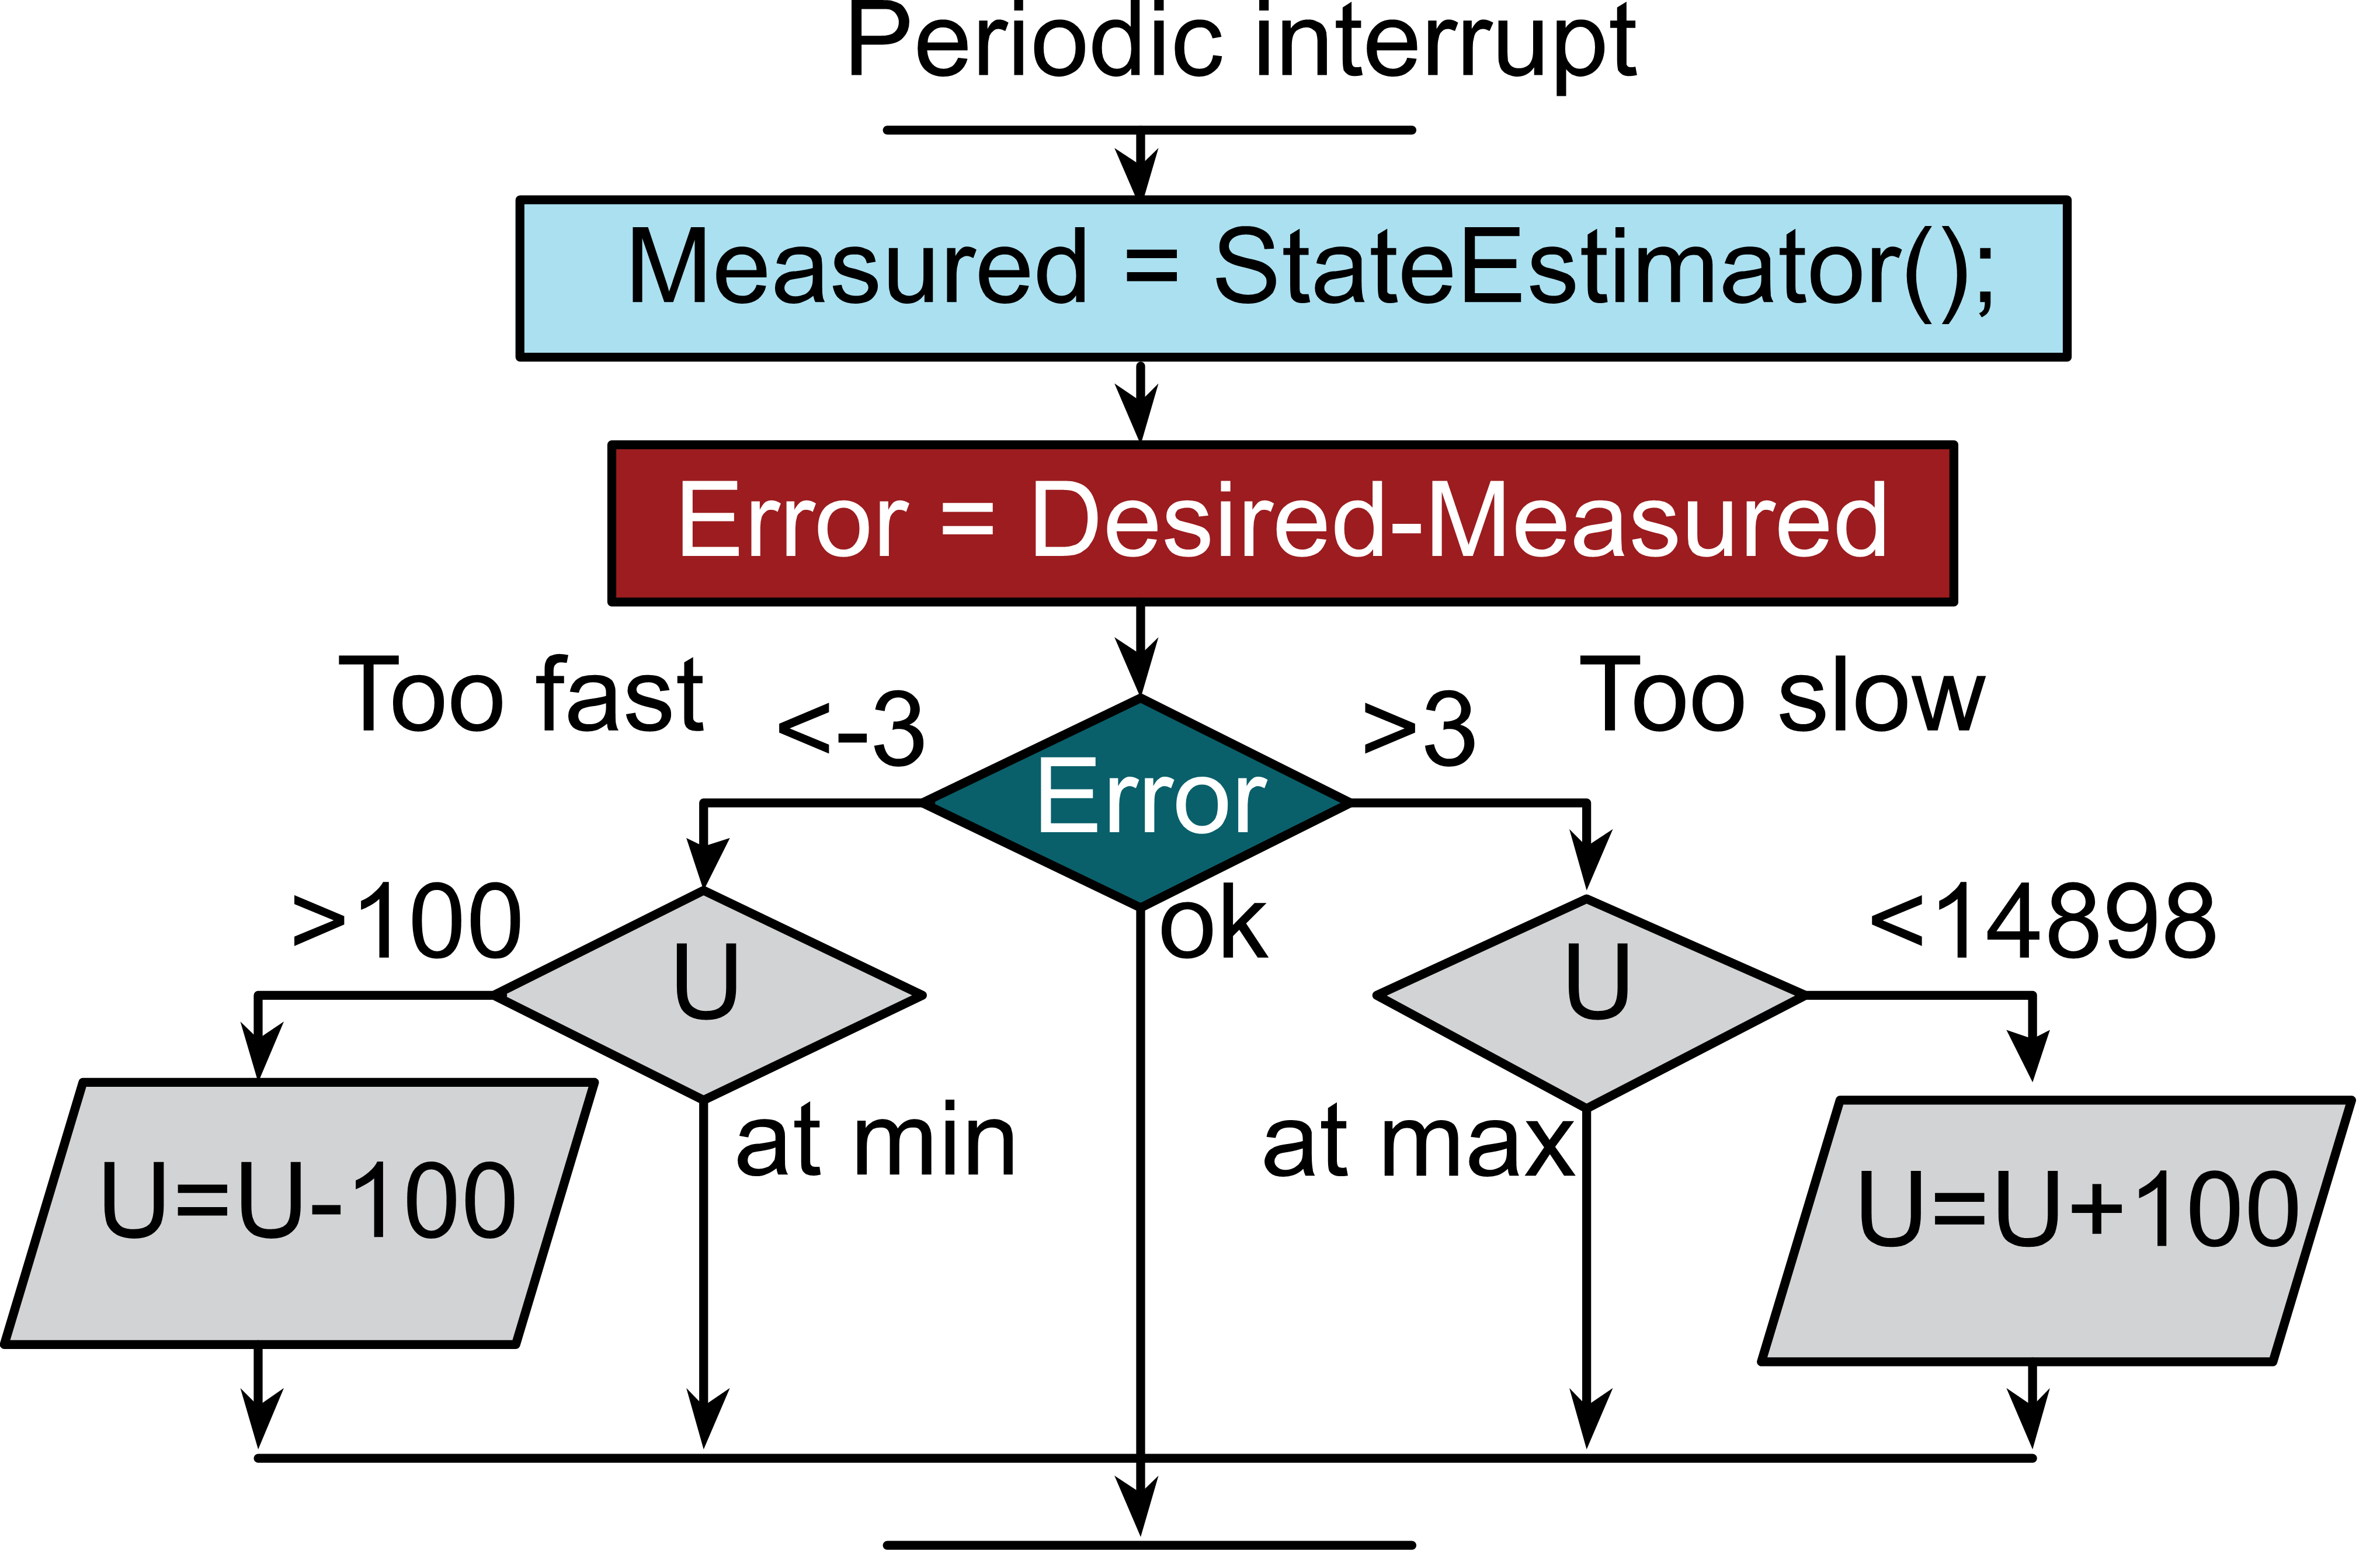 Periodic interrupt
Measured = StateEstimator();
Error = Desired-Measured
Too fast
<-3
>3
Too slow
Error
>100
ok
<14898
U
U
at min
at max
U=U-100
U=U+100